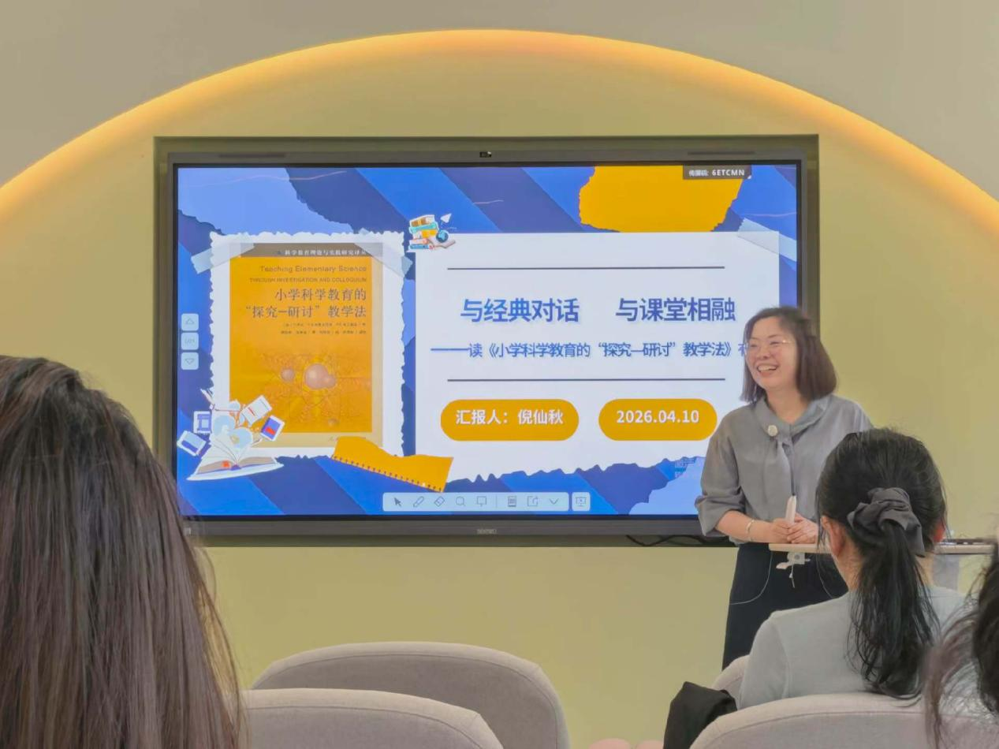 传屏码: 6ETCMN
科学教育理论与实践研究译丛
Teaching Elementary Science
THROUGH INVESTIGATION AND COLLOQUIUM
小学科学教育的
“探究—研讨”教学法
与经典对话 与课堂相融
——读《小学科学教育的“探究—研讨”教学法》有
汇报人：倪仙秋
2026.04.10